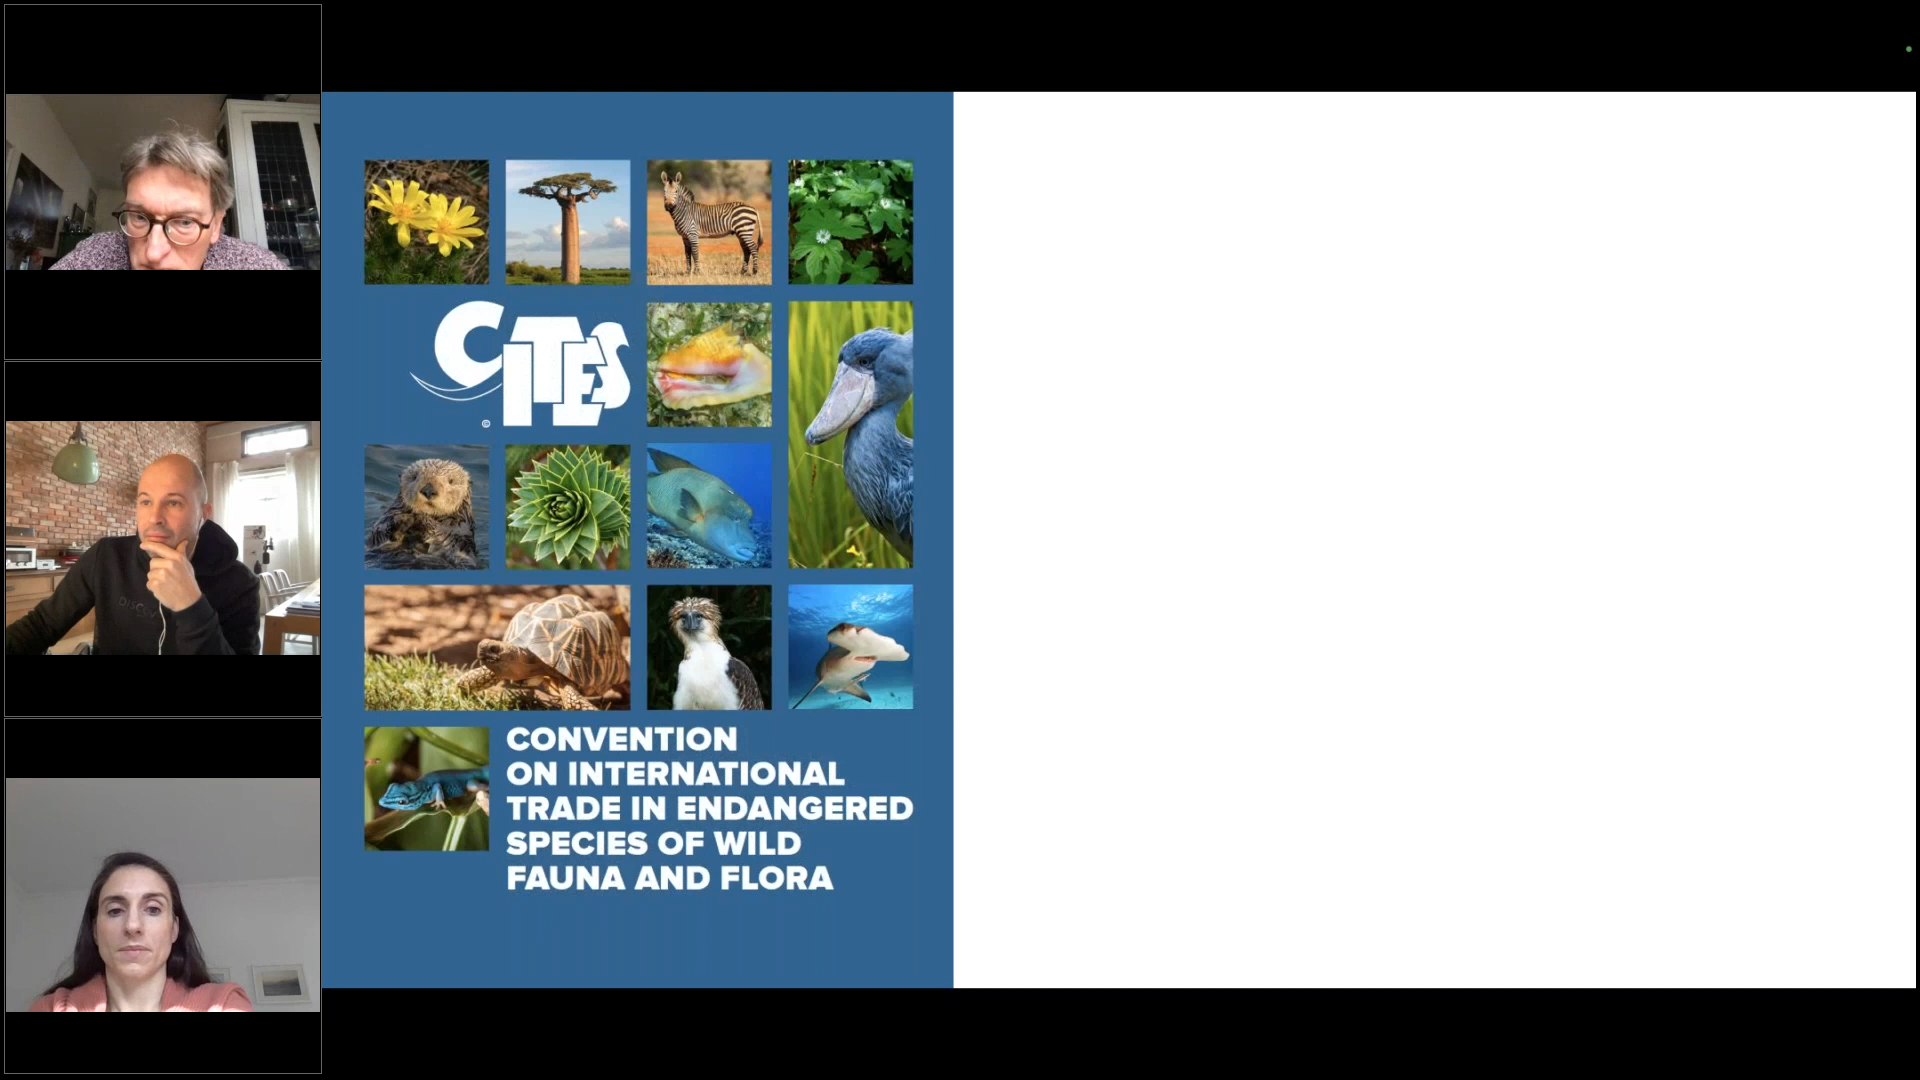 CITES
®
CONVENTION
ON INTERNATIONAL
TRADE IN ENDANGERED
SPECIES OF WILD
FAUNA AND FLORA